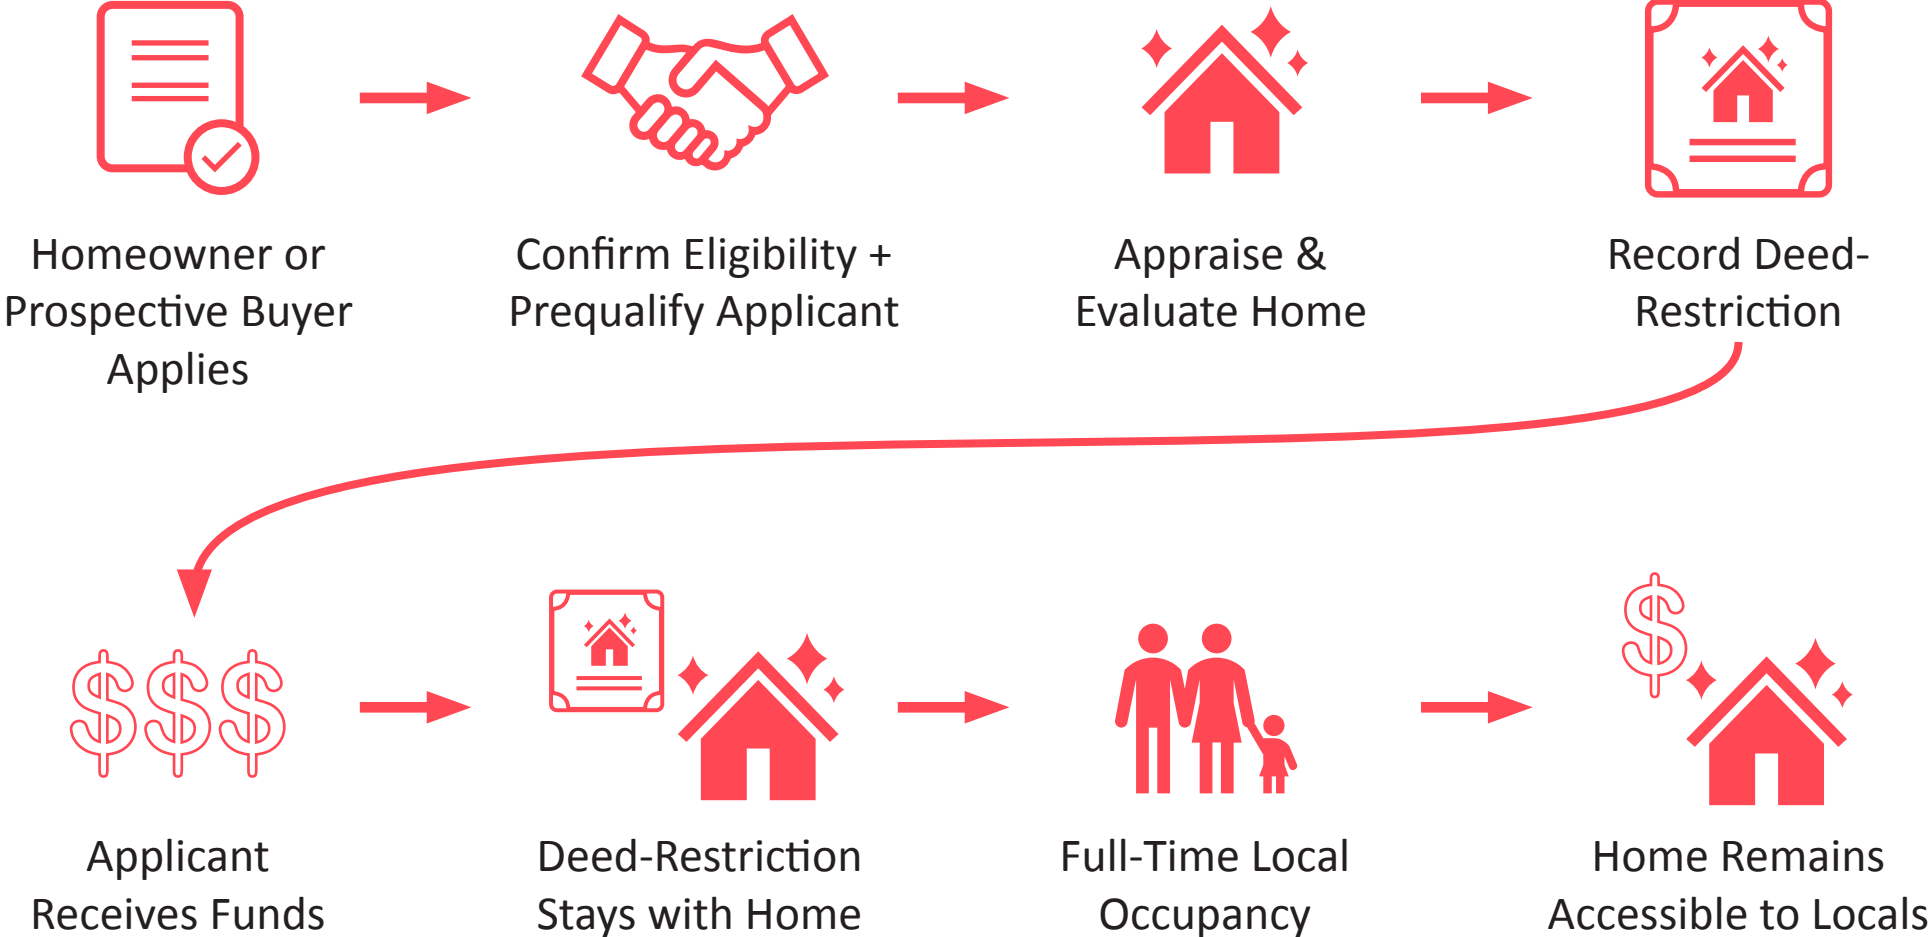 Homeowner or
Prospective Buyer
Applies
Confirm Eligibility +
Prequalify Applicant
Appraise &
Evaluate Home
Record Deed-
Restriction
Applicant
Receives Funds
Deed-Restriction
Stays with Home
Full-Time Local
Occupancy
Home Remains
Accessible to Locals